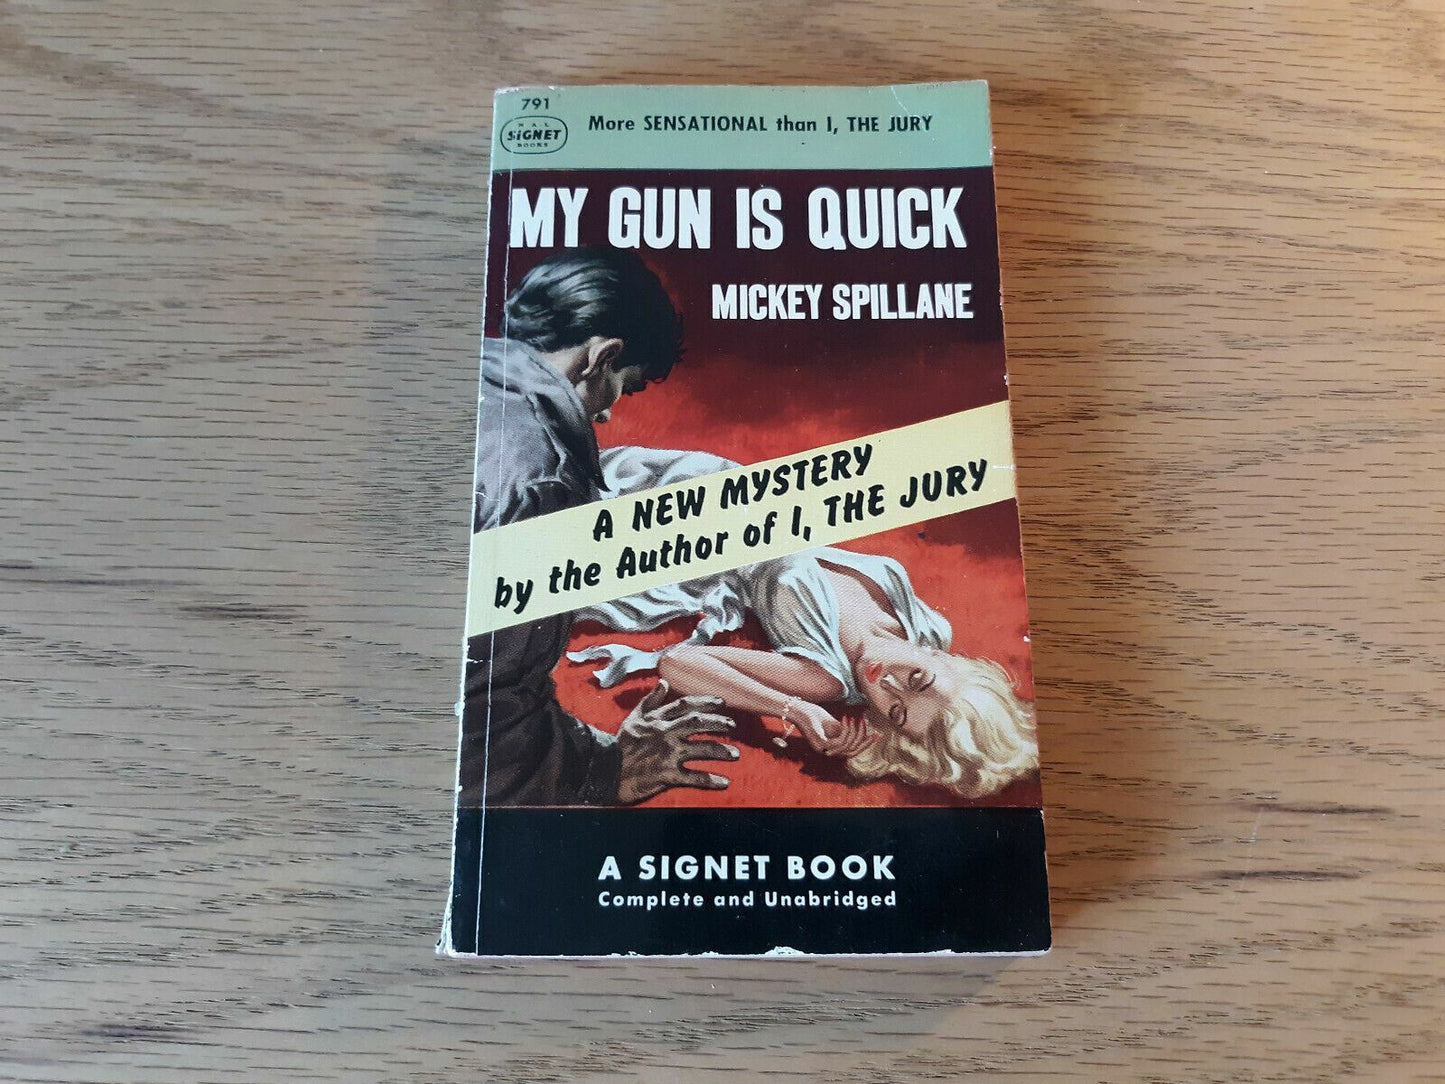 791
N A L
SIGNET
BOOKS
More SENSATIONAL than I, THE JURY
MY GUN IS QUICK
MICKEY SPILLANE
A NEW MYSTERY
by the Author of I, THE JURY
A SIGNET BOOK
Complete and Unabridged